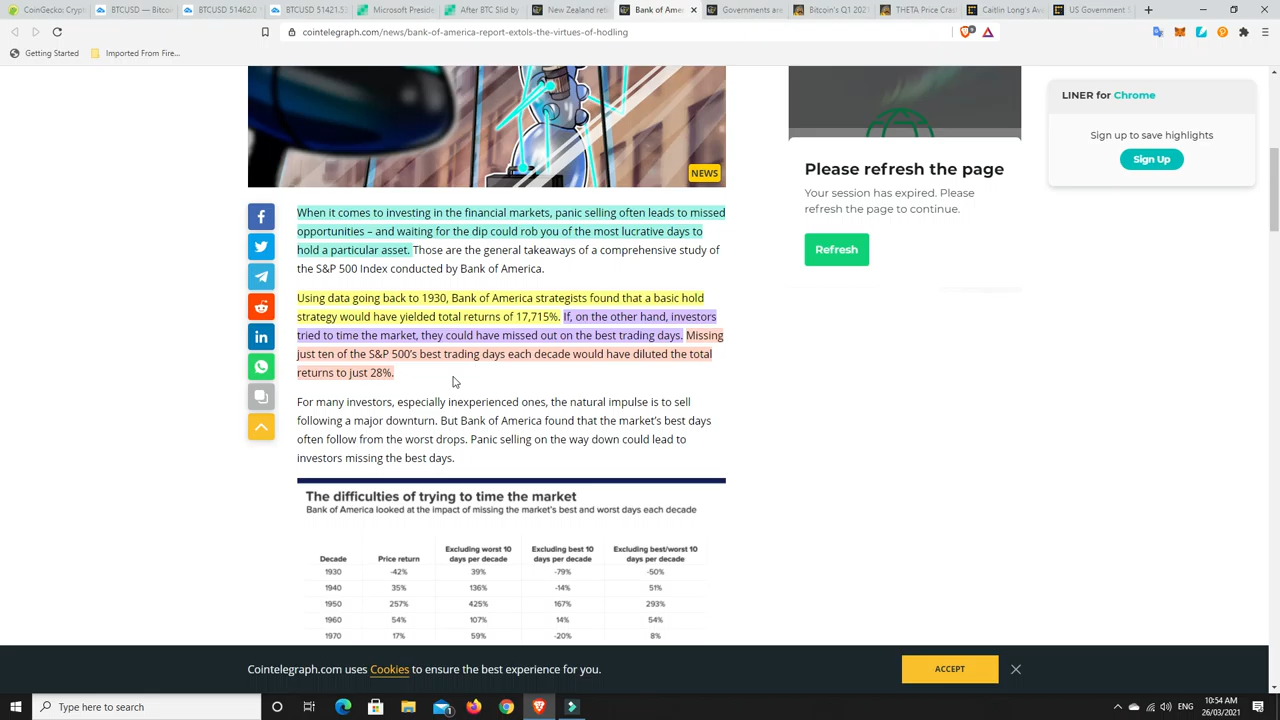 CoinGecko: Crypt
BTCUSD — Bitcoi
BTCUSD 51462.0
BTCUSD 51421.53
Microsoft Preside
After BTC Slid by
New Zealand reti
Bank of Ame
Governments are
Bitcoin's Q1 2021
THETA Price Cras
Caitlin Long's Ava
US Government S
cointelegraph.com/news/bank-of-america-report-extols-the-virtues-of-hodling
Getting Started
Imported From Fire...
NEWS
When it comes to investing in the financial markets, panic selling often leads to missed
opportunities – and waiting for the dip could rob you of the most lucrative days to
hold a particular asset. Those are the general takeaways of a comprehensive study of
the S&P 500 Index conducted by Bank of America.
Using data going back to 1930, Bank of America strategists found that a basic hold
strategy would have yielded total returns of 17,715%. If, on the other hand, investors
tried to time the market, they could have missed out on the best trading days. Missing
just ten of the S&P 500's best trading days each decade would have diluted the total
returns to just 28%.
For many investors, especially inexperienced ones, the natural impulse is to sell
following a major downturn. But Bank of America found that the market's best days
often follow from the worst drops. Panic selling on the way down could lead to
investors missing the best days.
The difficulties of trying to time the market
Bank of America looked at the impact of missing the market's best and worst days each decade
Decade Price return Excluding worst 10 days per decade Excluding best 10 days per decade Excluding best/worst 10 days per decade
1930 -42% 39% -79% -50%
1940 35% 136% -14% 51%
1950 257% 425% 167% 293%
1960 54% 107% 14% 54%
1970 17% 59% -20% 8%
Please refresh the page
Your session has expired. Please
refresh the page to continue.
Refresh
LINER for Chrome
Sign up to save highlights
Sign Up
Cointelegraph.com uses Cookies to ensure the best experience for you.
ACCEPT
Type here to search
ENG
10:54 AM
26/03/2021